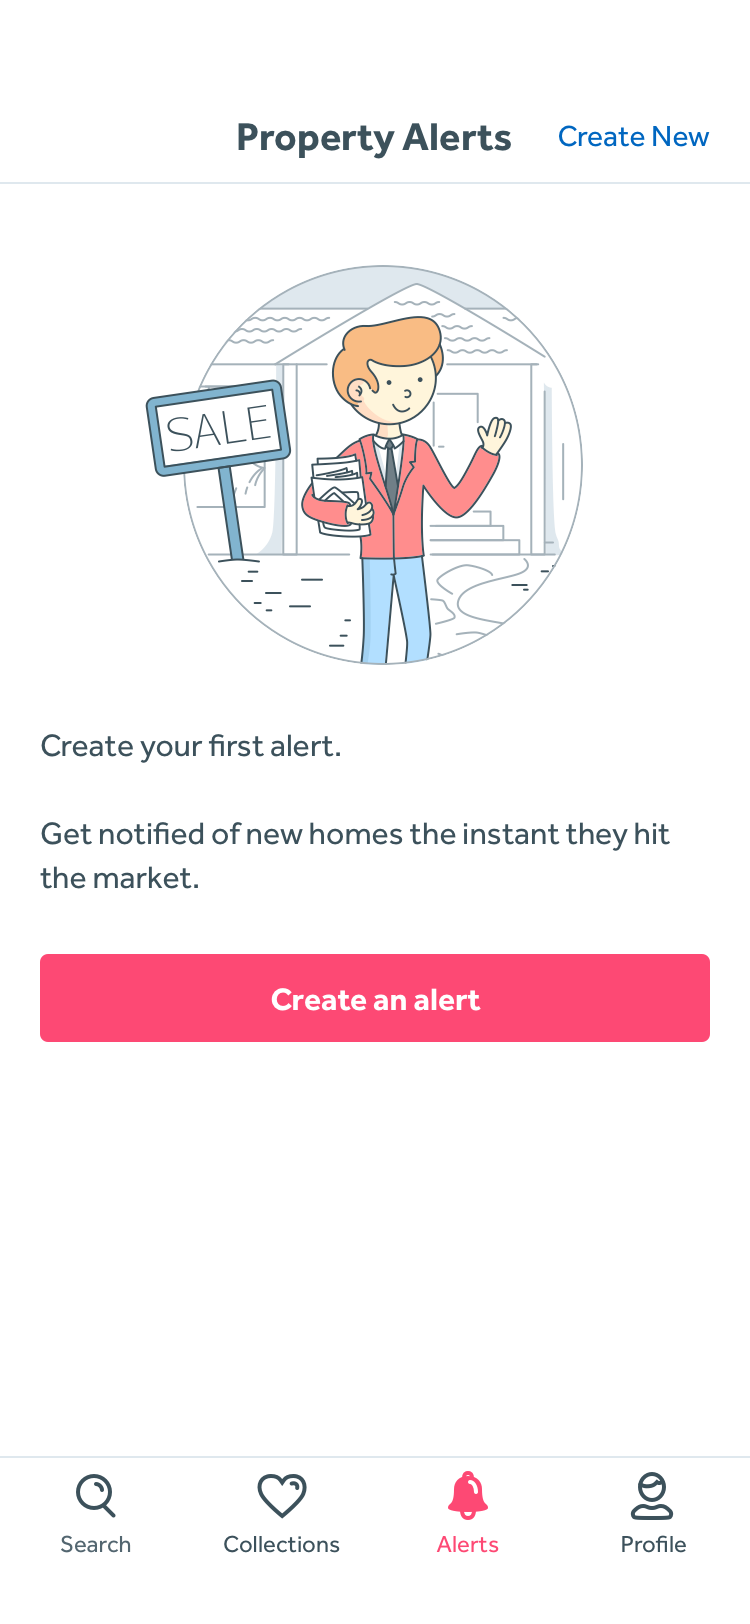 Property Alerts
Create New
SALE
Create your first alert.
Get notified of new homes the instant they hit
the market.
Create an alert
Search
Collections
Alerts
Profile